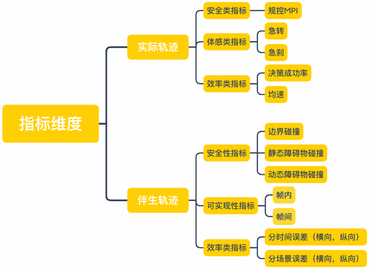 指标维度
实际轨迹
安全类指标
规控MPI
体感类指标
急转
急刹
效率类指标
决策成功率
均速
伴生轨迹
安全性指标
边界碰撞
静态障碍物碰撞
动态障碍物碰撞
可实现性指标
帧内
帧间
效率类指标
分时间误差（横向，纵向）
分场景误差（横向，纵向）